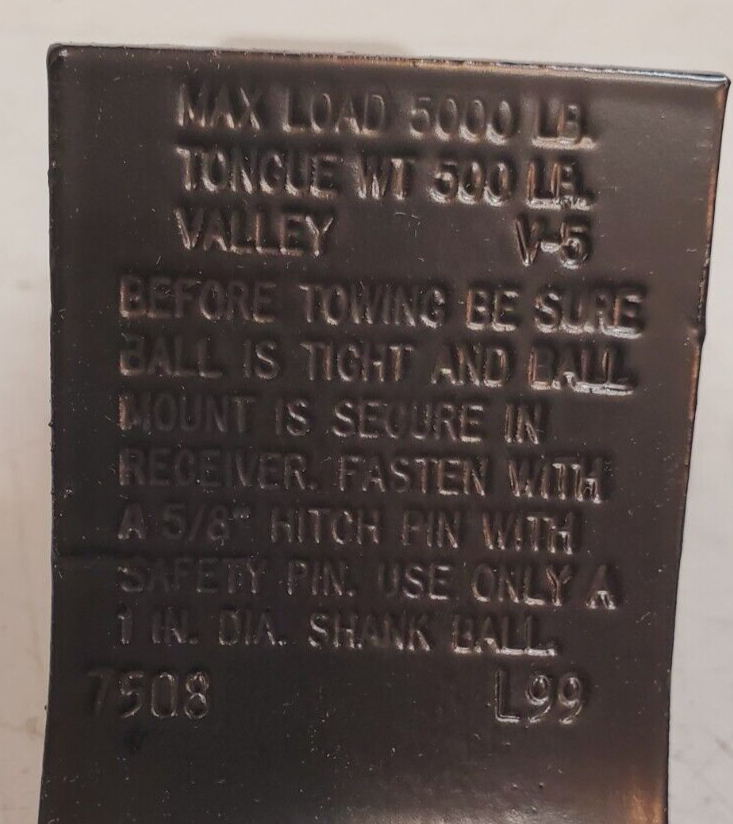 MAX LOAD 5000 LB.
TONGUE WT 500 LB.
VALLEY V-5
BEFORE TOWING BE SURE
BALL IS TIGHT AND BALL
MOUNT IS SECURE IN
RECEIVER. FASTEN WITH
A 5/8" HITCH PIN WITH
SAFETY PIN. USE ONLY A
1 IN. DIA. SHANK BALL.
7508 L99